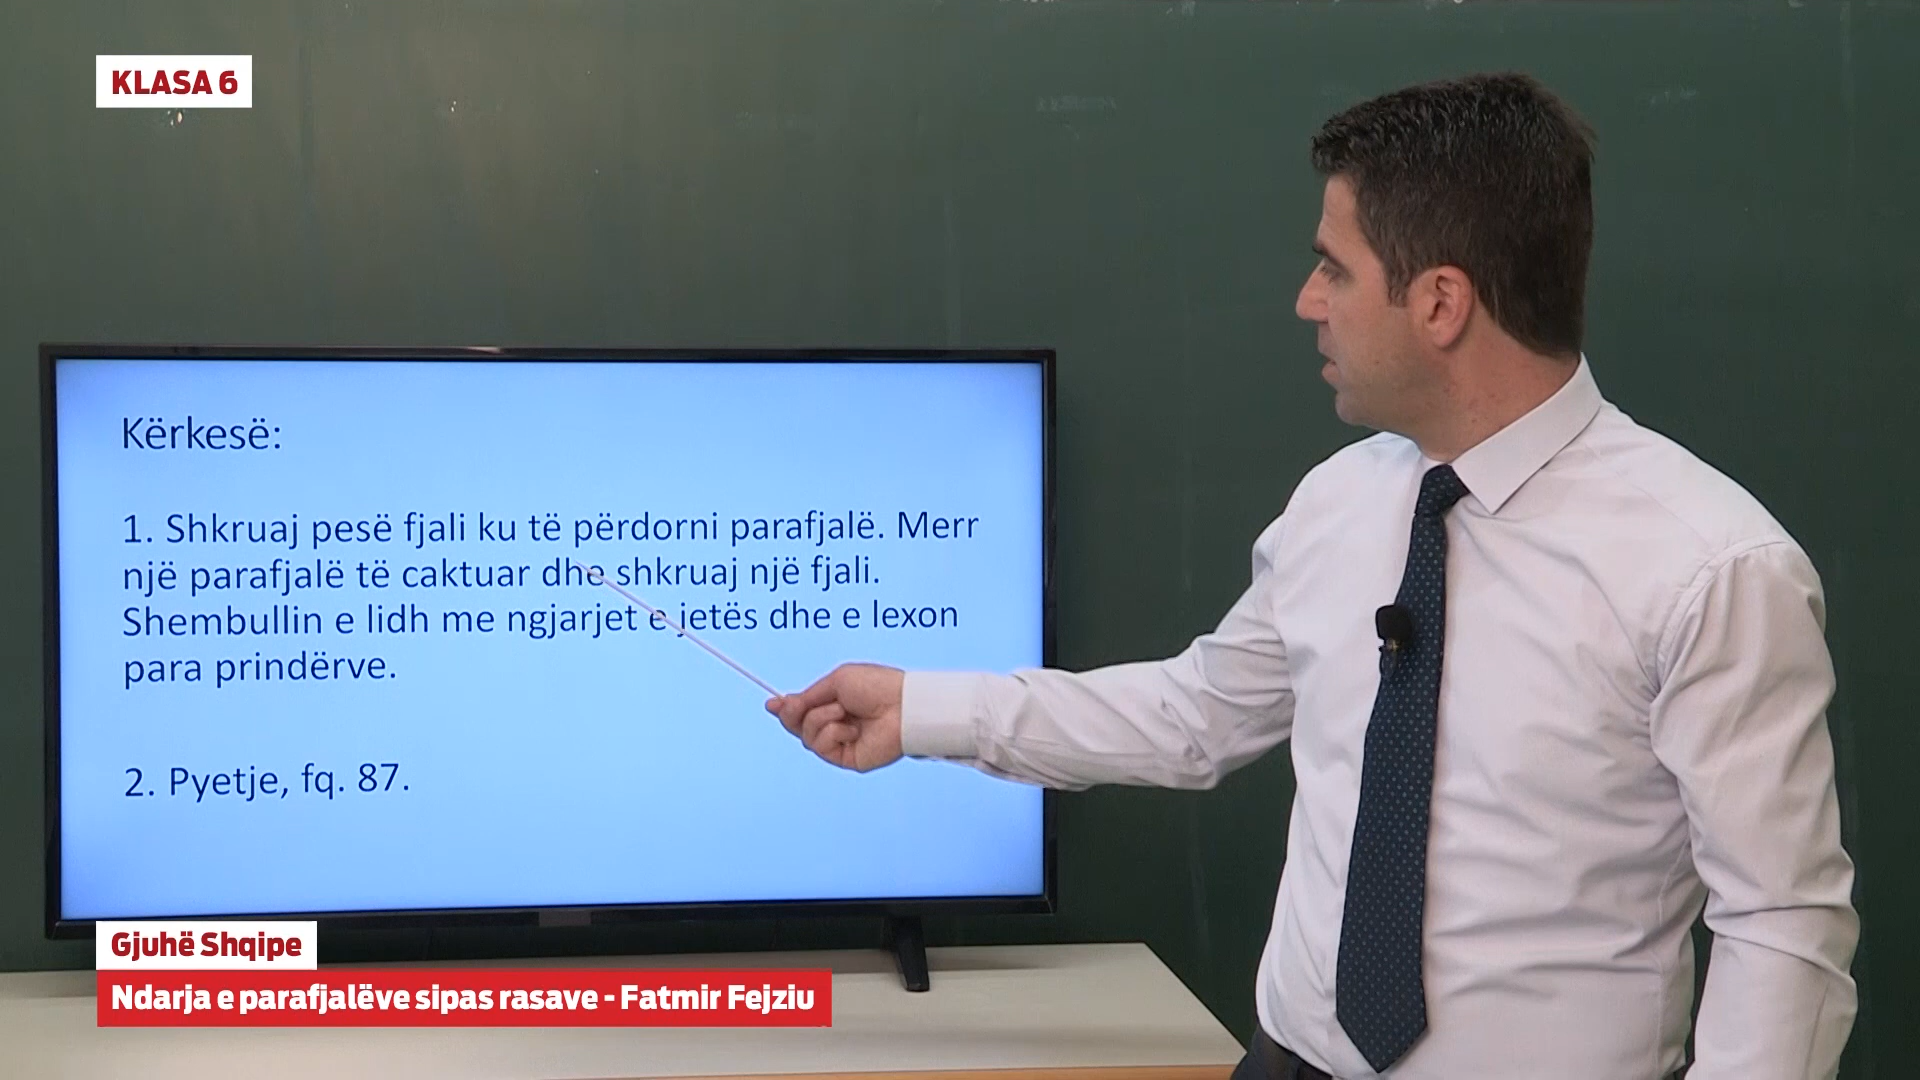 KLASA 6
Kërkesë:
1. Shkruaj pesë fjali ku të përdorni parafjalë. Merr
një parafjalë të caktuar dhe shkruaj një fjali.
Shembullin e lidh me ngjarjet e jetës dhe e lexon
para prindërve.
2. Pyetje, fq. 87.
Gjuhë Shqipe
Ndarja e parafjalëve sipas rasave - Fatmir Fejziu